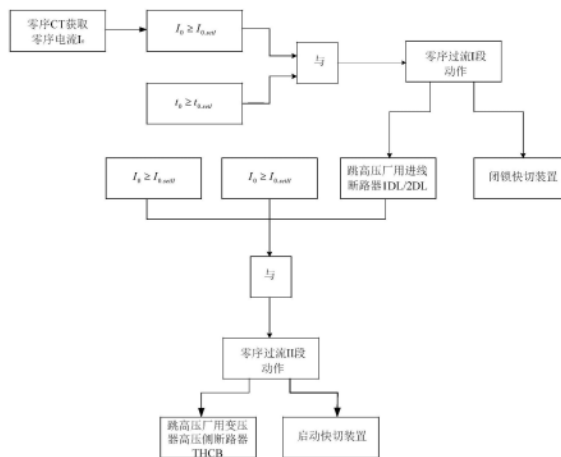 零序CT获取
零序电流I₀
I₀ ≥ I₀.setI
与
零序过流I段
动作
t₀ ≥ t₀.setI
I₀ ≥ I₀.setII
I₀ ≥ I₀.setII
跳高压厂用进线
断路器1DL/2DL
闭锁快切装置
与
零序过流II段
动作
跳高压厂用变压
器高压侧断路器
THCB
启动快切装置